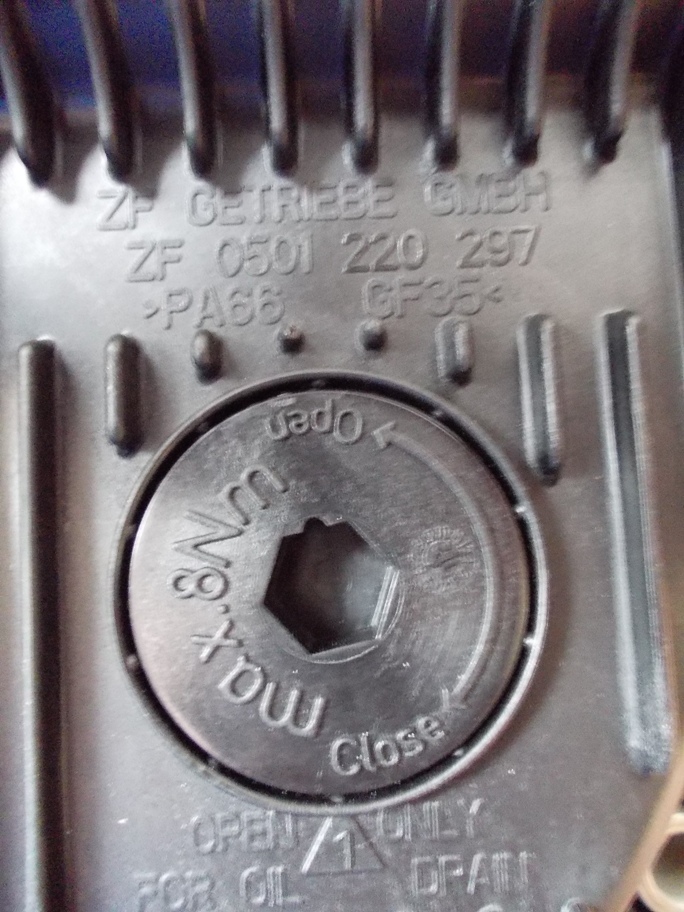 ZF GETRIEBE GMBH
ZF 0501 220 297
>PA66 GF35<
Open
max. 8Nm
Close
OPEN 1 ONLY
FOR OIL DRAIN